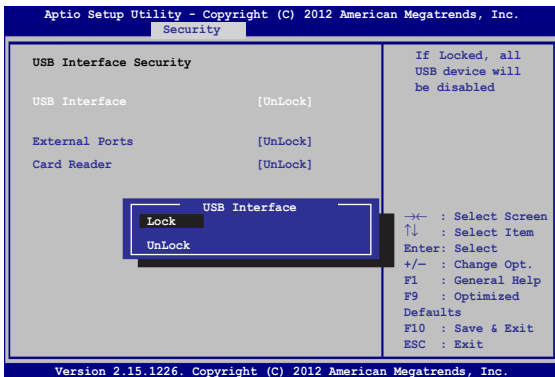 Aptio Setup Utility - Copyright (C) 2012 American Megatrends, Inc.
Security
USB Interface Security
USB Interface [UnLock]
External Ports [UnLock]
Card Reader [UnLock]
If Locked, all
USB device will
be disabled
USB Interface
Lock
UnLock
→← : Select Screen
↑↓ : Select Item
Enter: Select
+/— : Change Opt.
F1 : General Help
F9 : Optimized
Defaults
F10 : Save & Exit
ESC : Exit
Version 2.15.1226. Copyright (C) 2012 American Megatrends, Inc.